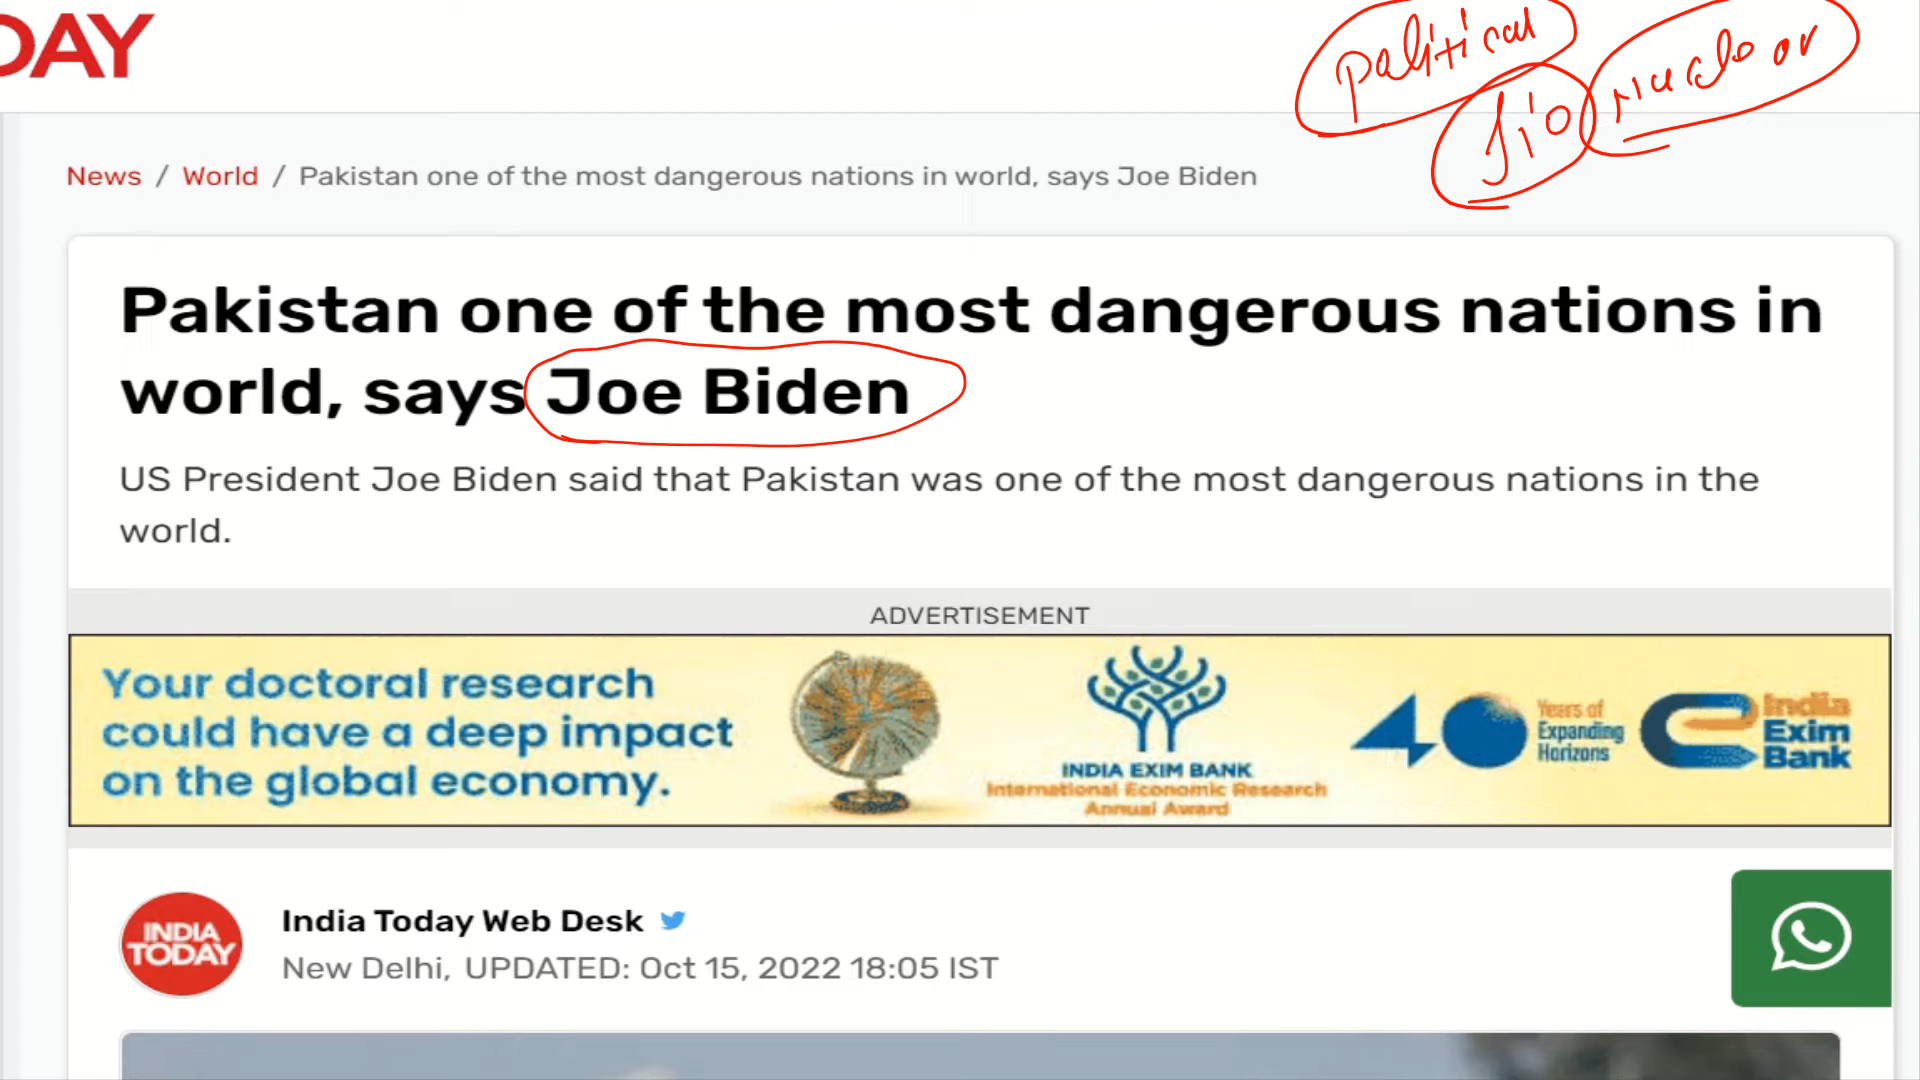 DAY
political
Jio
nuclear
News / World / Pakistan one of the most dangerous nations in world, says Joe Biden
Pakistan one of the most dangerous nations in
world, says Joe Biden
US President Joe Biden said that Pakistan was one of the most dangerous nations in the
world.
ADVERTISEMENT
Your doctoral research
could have a deep impact
on the global economy.
INDIA EXIM BANK
International Economic Research
Annual Award
40
Years of
Expanding
Horizons
India
Exim
Bank
INDIA
TODAY
India Today Web Desk
New Delhi, UPDATED: Oct 15, 2022 18:05 IST